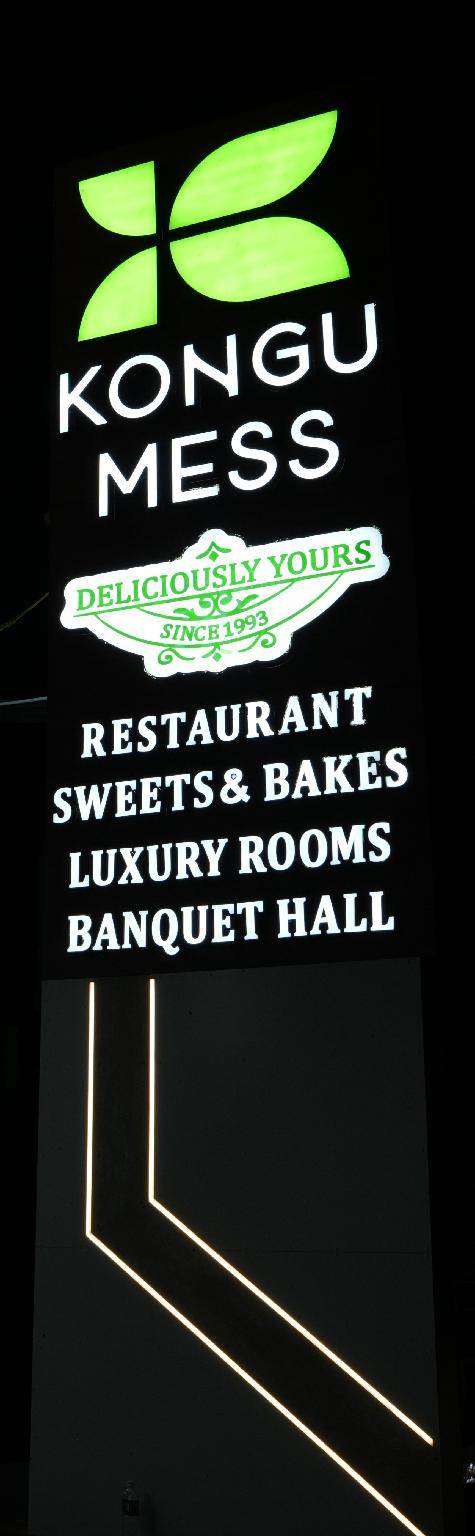 KONGU
MESS
DELICIOUSLY YOURS
SINCE 1993
RESTAURANT
SWEETS & BAKES
LUXURY ROOMS
BANQUET HALL